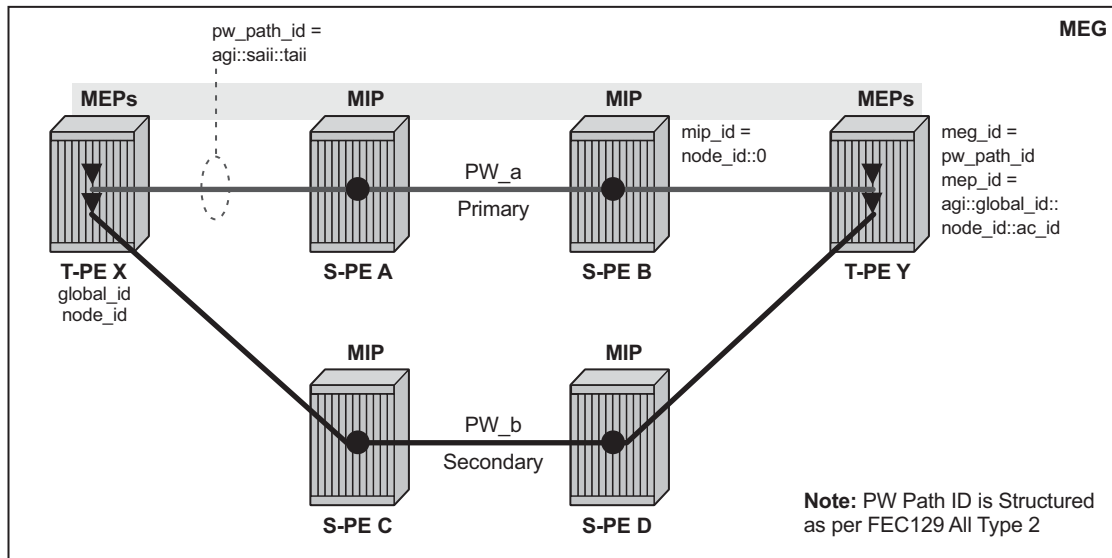 MEG
pw_path_id =
agi::saii::taii
MEPs
MIP
MIP
MEPs
mip_id =
node_id::0
meg_id =
pw_path_id
mep_id =
agi::global_id::
node_id::ac_id
PW_a
Primary
T-PE X
global_id
node_id
S-PE A
S-PE B
T-PE Y
MIP
MIP
PW_b
Secondary
S-PE C
S-PE D
Note: PW Path ID is Structured
as per FEC129 All Type 2